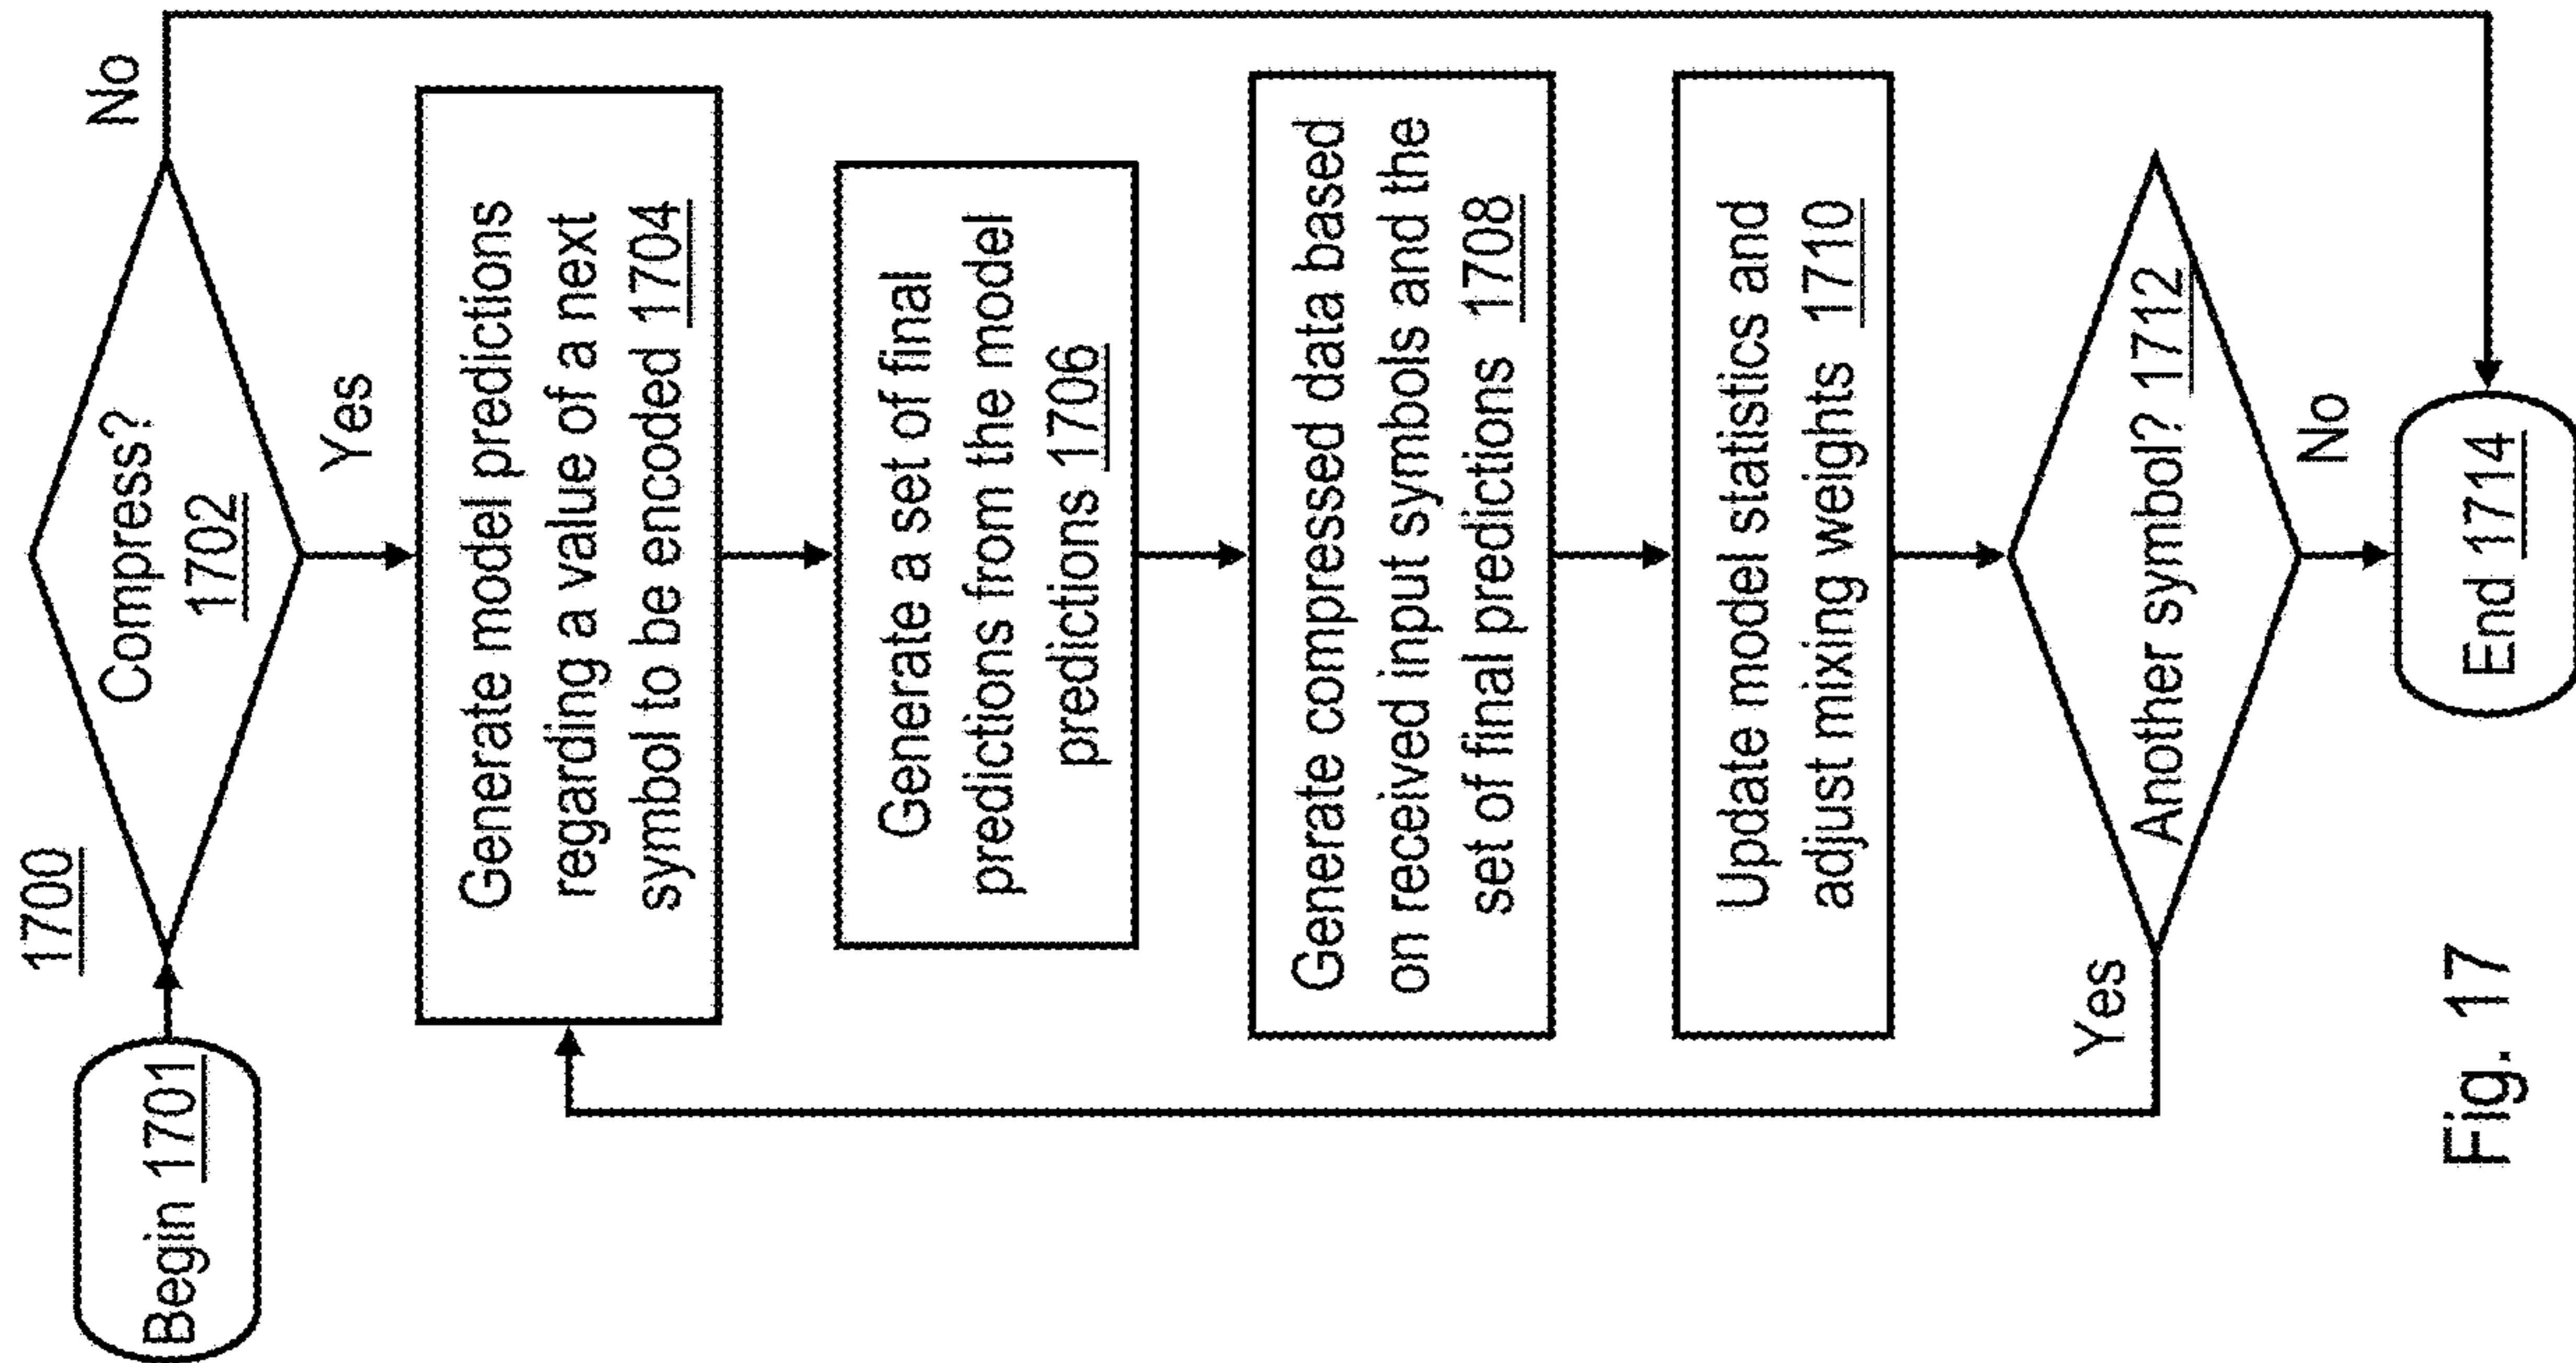 1700
Begin 1701
Compress?
1702
No
Yes
Generate model predictions
regarding a value of a next
symbol to be encoded 1704
Generate a set of final
predictions from the model
predictions 1706
Generate compressed data based
on received input symbols and the
set of final predictions 1708
Update model statistics and
adjust mixing weights 1710
Another symbol? 1712
Yes
No
End 1714
Fig. 17